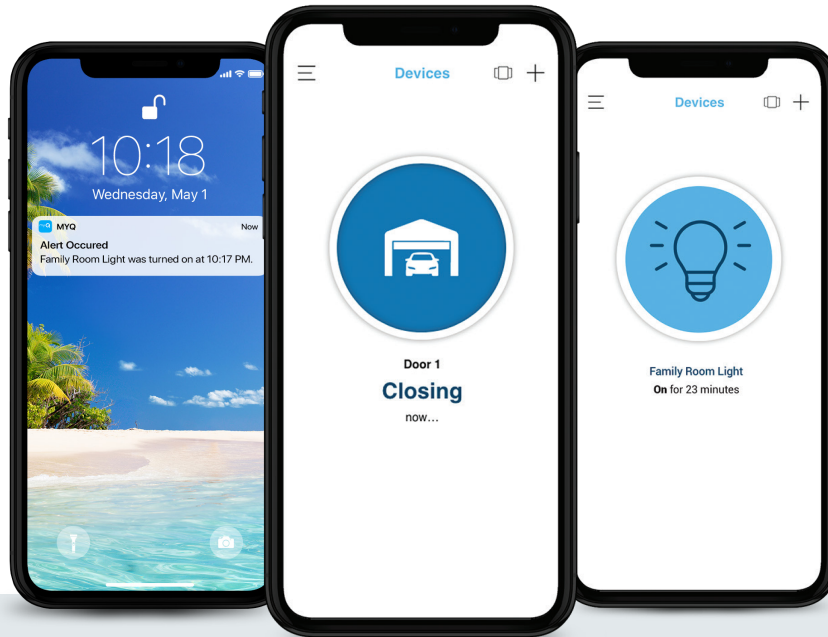 10:18
Wednesday, May 1
MYQ Now
Alert Occured
Family Room Light was turned on at 10:17 PM.
Devices
Door 1
Closing
now...
Devices
Family Room Light
On for 23 minutes